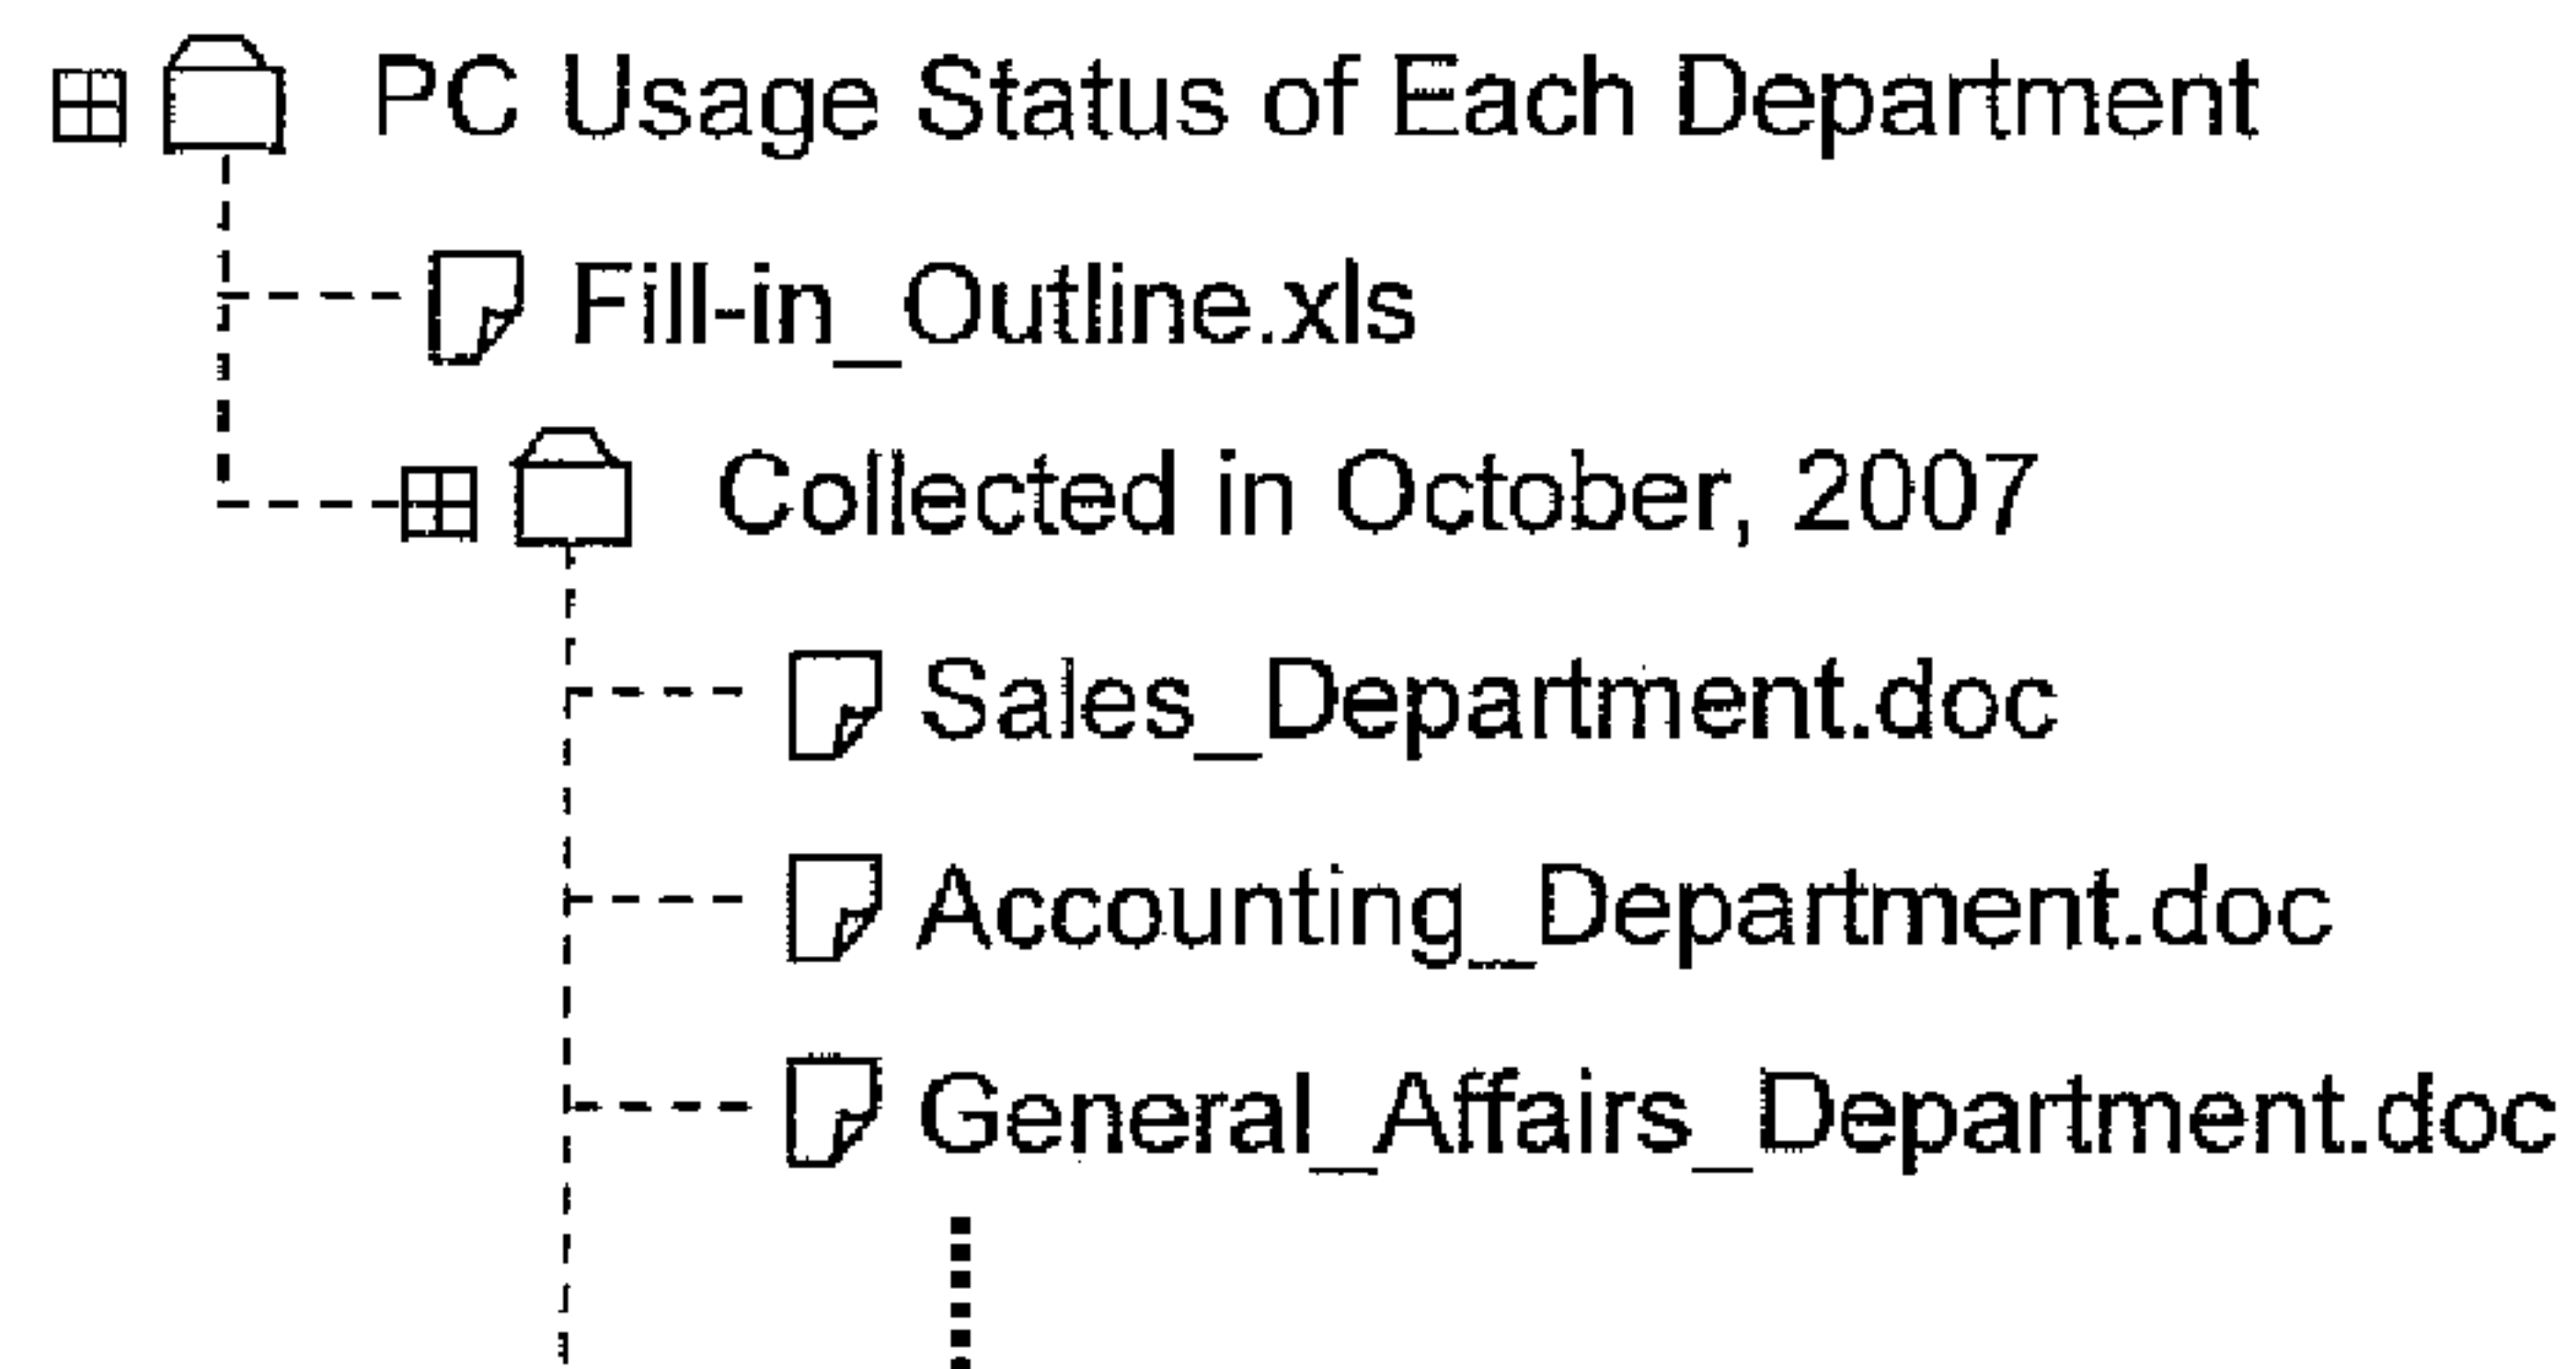 PC Usage Status of Each Department
Fill-in_Outline.xls
Collected in October, 2007
Sales_Department.doc
Accounting_Department.doc
General_Affairs_Department.doc